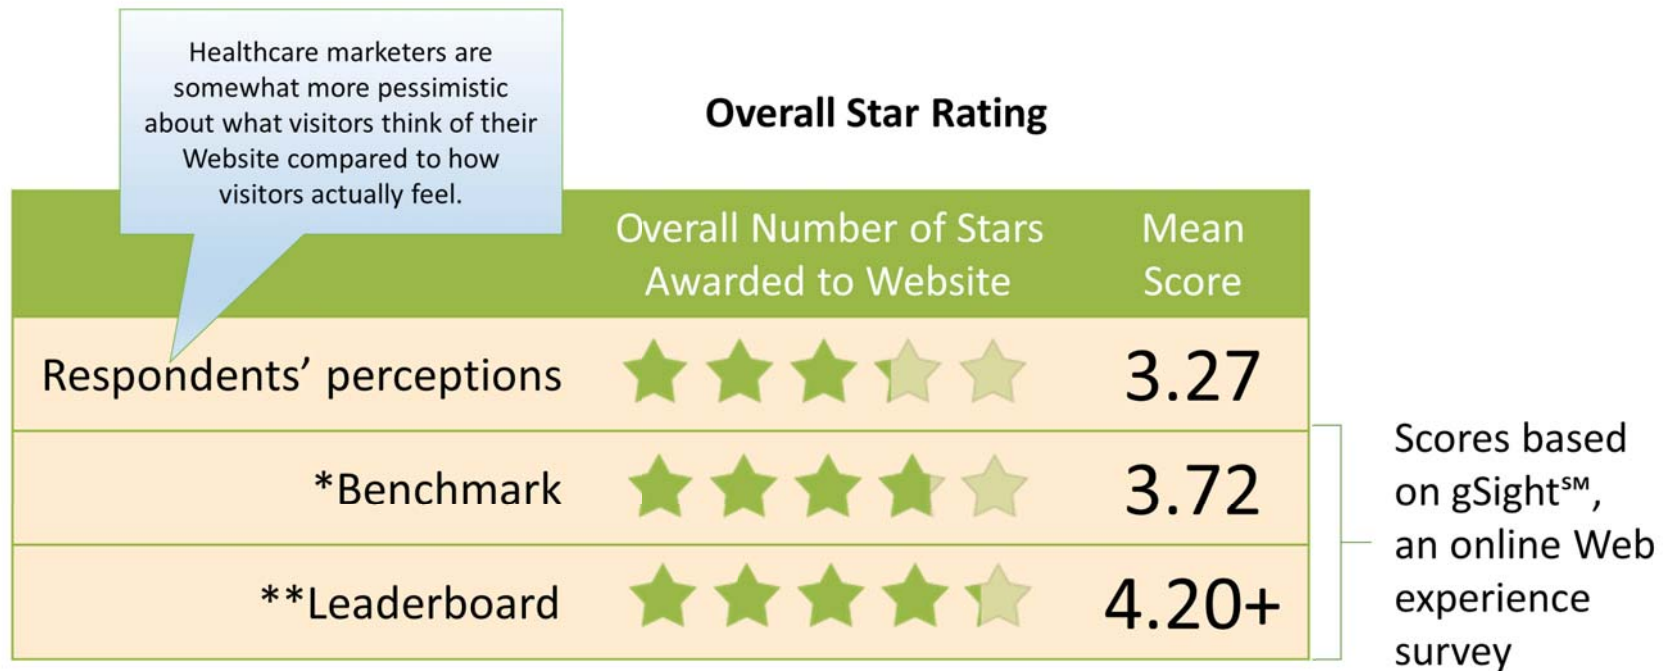 Healthcare marketers are
somewhat more pessimistic
about what visitors think of their
Website compared to how
visitors actually feel.
Overall Star Rating
Overall Number of Stars
Awarded to Website
Mean
Score
Respondents’ perceptions
3.27
*Benchmark
3.72
**Leaderboard
4.20+
Scores based
on gSight℠,
an online Web
experience
survey